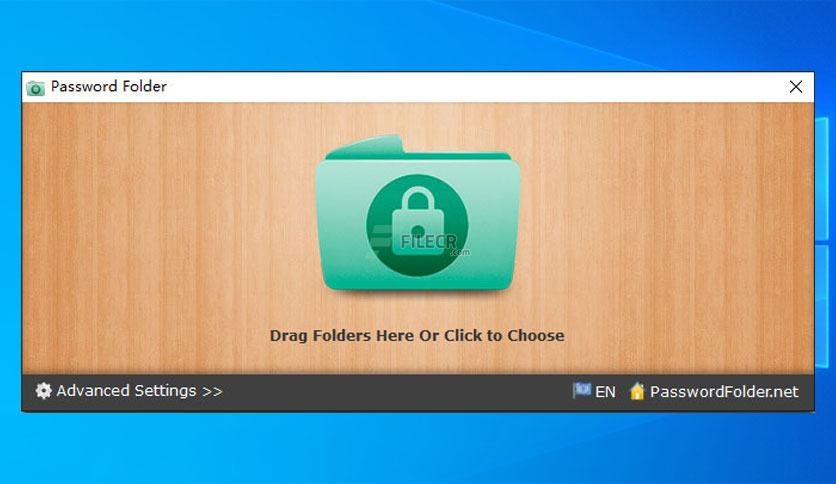 Password Folder
FILECR
.com
Drag Folders Here Or Click to Choose
Advanced Settings >>
EN
PasswordFolder.net